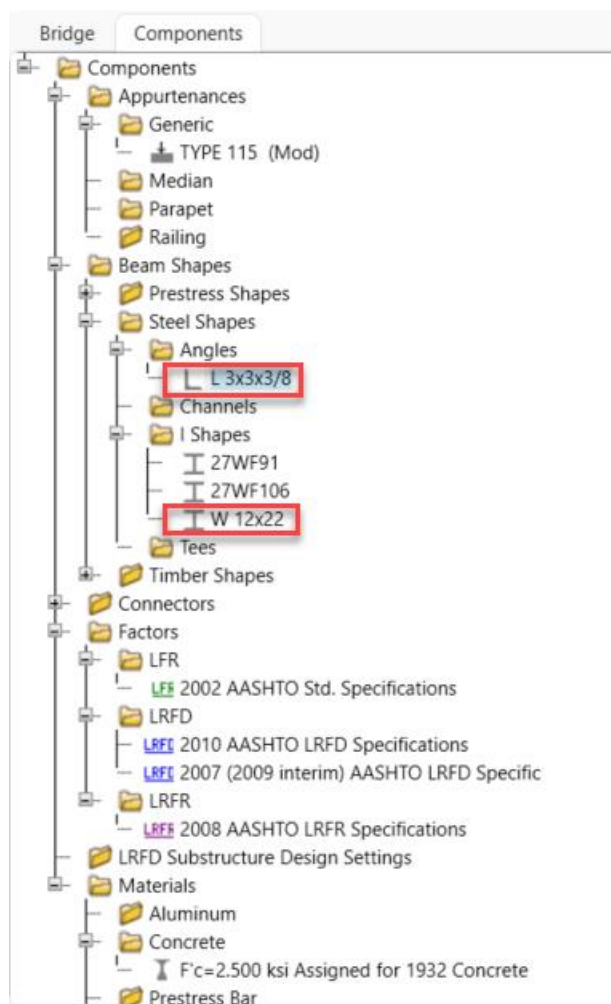 Bridge Components
Components
Appurtenances
Generic
TYPE 115 (Mod)
Median
Parapet
Railing
Beam Shapes
Prestress Shapes
Steel Shapes
Angles
L 3x3x3/8
Channels
I Shapes
27WF91
27WF106
W 12x22
Tees
Timber Shapes
Connectors
Factors
LFR
LFR 2002 AASHTO Std. Specifications
LRFD
LRFD 2010 AASHTO LRFD Specifications
LRFD 2007 (2009 interim) AASHTO LRFD Specific
LRFR
LRFR 2008 AASHTO LRFR Specifications
LRFD Substructure Design Settings
Materials
Aluminum
Concrete
F'c=2.500 ksi Assigned for 1932 Concrete
Prestress Bar